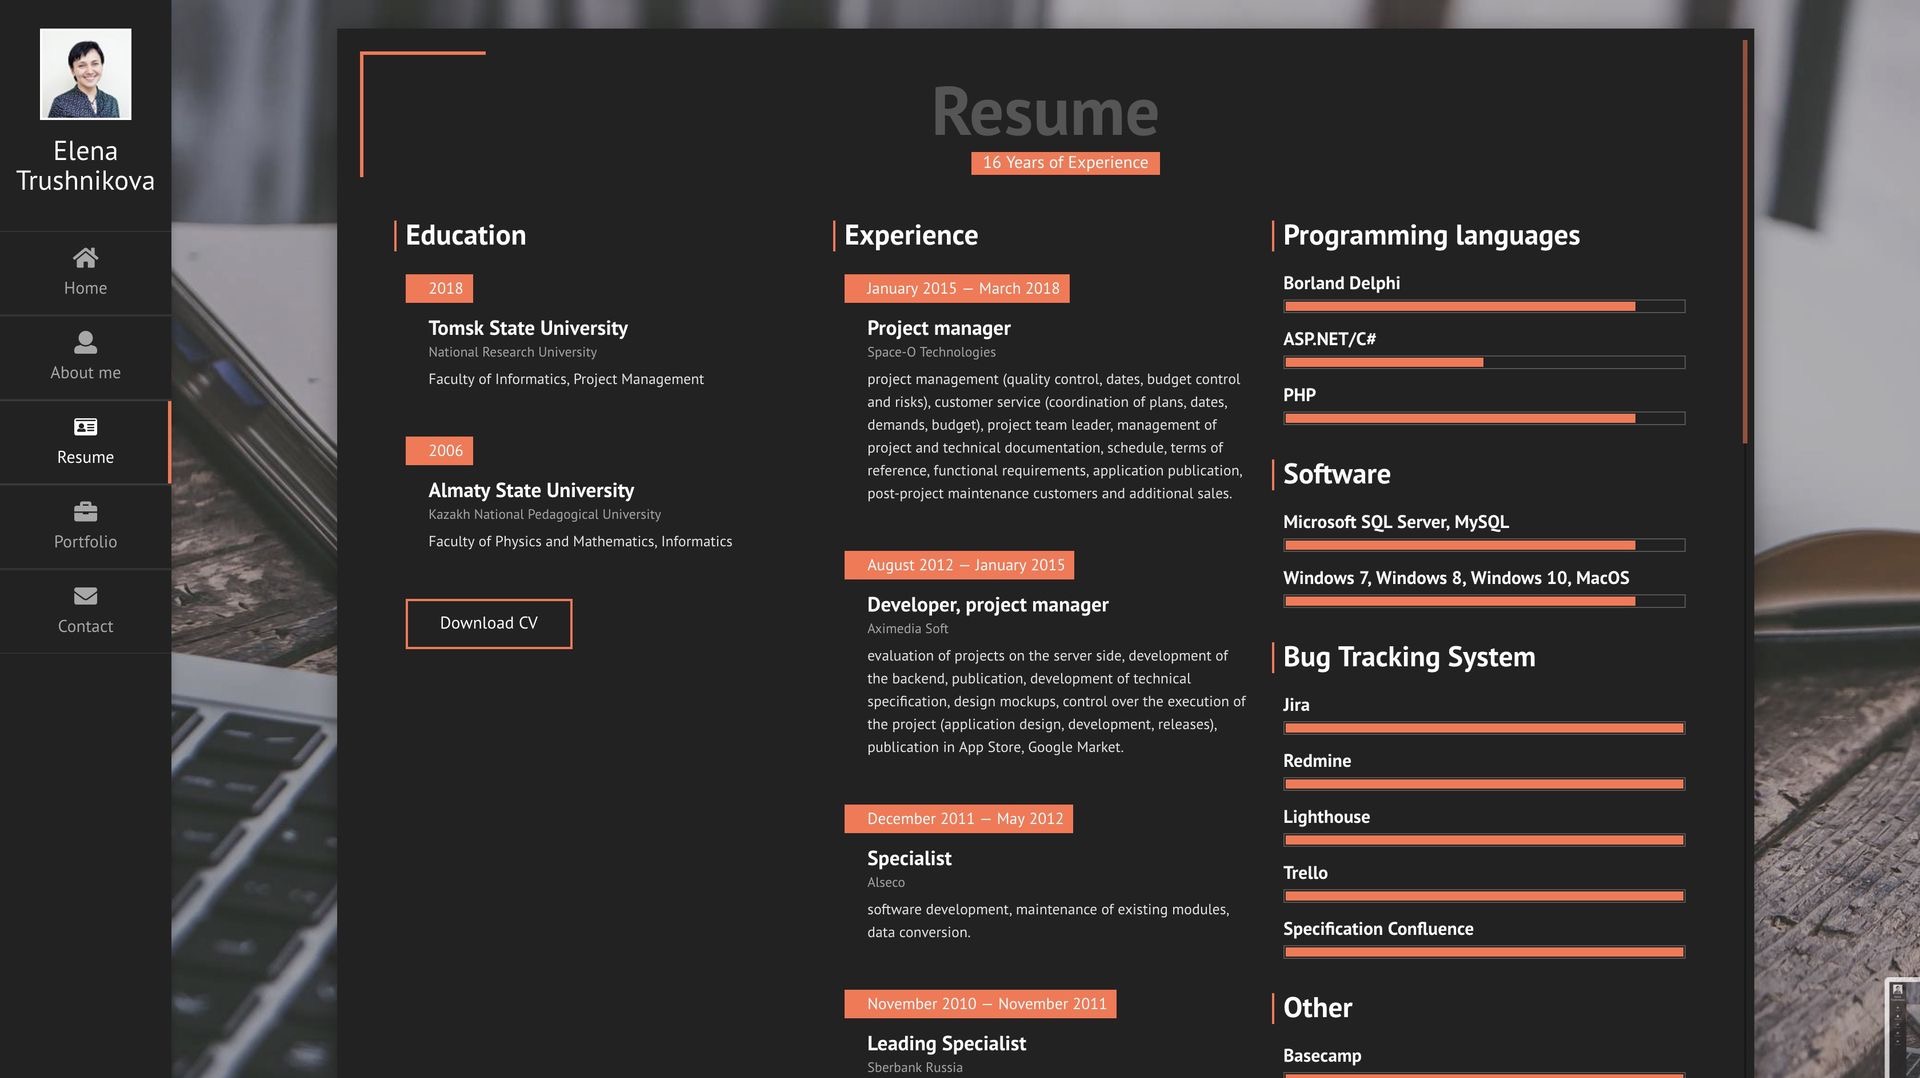 Elena
Trushnikova
Home
About me
Resume
Portfolio
Contact
Resume
16 Years of Experience
Education
2018
Tomsk State University
National Research University
Faculty of Informatics, Project Management
2006
Almaty State University
Kazakh National Pedagogical University
Faculty of Physics and Mathematics, Informatics
Download CV
Experience
January 2015 — March 2018
Project manager
Space-O Technologies
project management (quality control, dates, budget control
and risks), customer service (coordination of plans, dates,
demands, budget), project team leader, management of
project and technical documentation, schedule, terms of
reference, functional requirements, application publication,
post-project maintenance customers and additional sales.
August 2012 — January 2015
Developer, project manager
Aximedia Soft
evaluation of projects on the server side, development of
the backend, publication, development of technical
specification, design mockups, control over the execution of
the project (application design, development, releases),
publication in App Store, Google Market.
December 2011 — May 2012
Specialist
Alseco
software development, maintenance of existing modules,
data conversion.
November 2010 — November 2011
Leading Specialist
Sberbank Russia
Programming languages
Borland Delphi
ASP.NET/C#
PHP
Software
Microsoft SQL Server, MySQL
Windows 7, Windows 8, Windows 10, MacOS
Bug Tracking System
Jira
Redmine
Lighthouse
Trello
Specification Confluence
Other
Basecamp